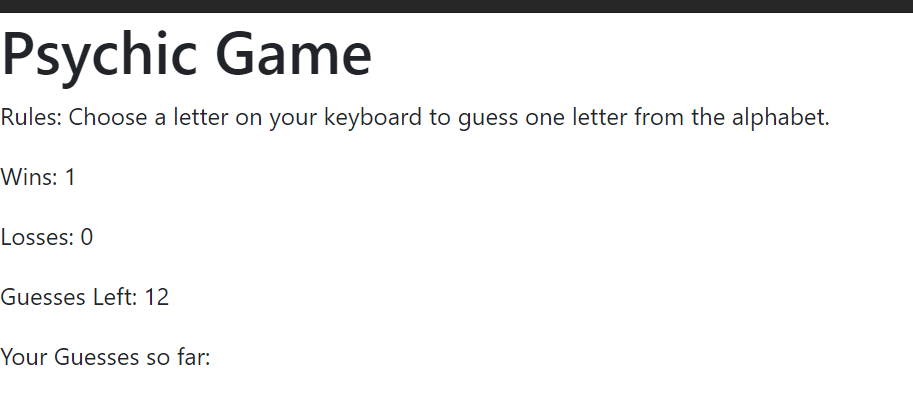 Psychic Game
Rules: Choose a letter on your keyboard to guess one letter from the alphabet.
Wins: 1
Losses: 0
Guesses Left: 12
Your Guesses so far: